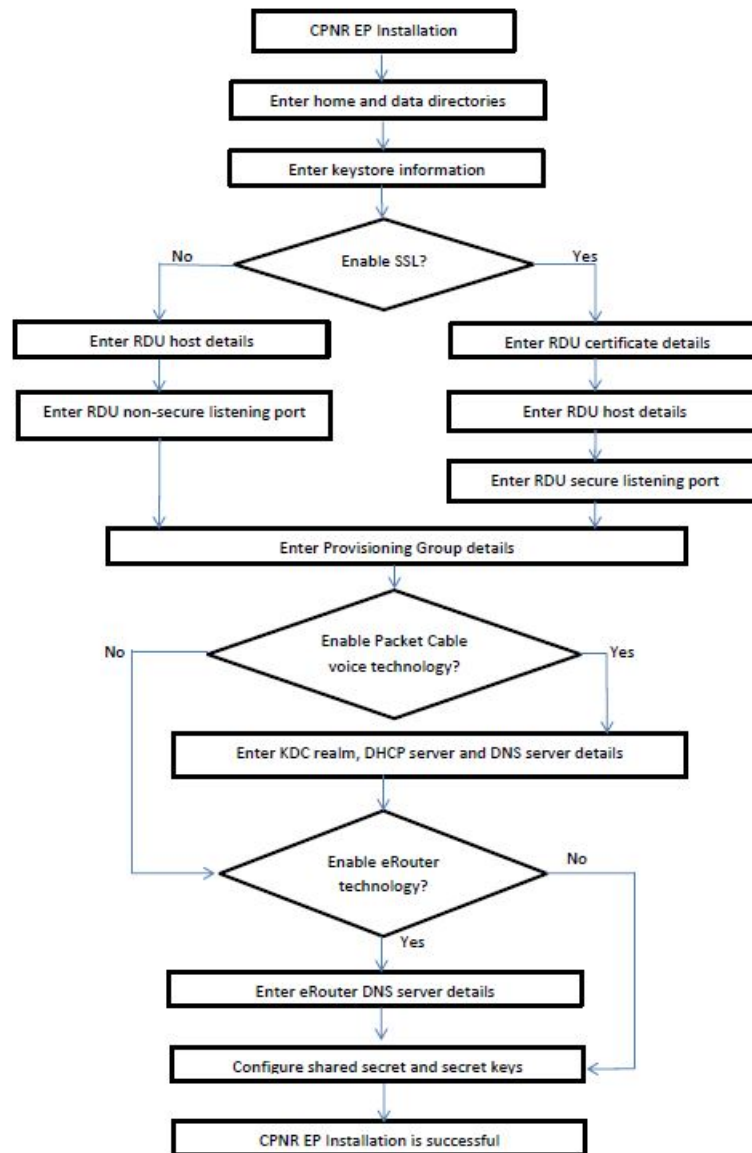 CPNR EP Installation
Enter home and data directories
Enter keystore information
No
Enable SSL?
Yes
Enter RDU host details
Enter RDU certificate details
Enter RDU non-secure listening port
Enter RDU host details
Enter RDU secure listening port
Enter Provisioning Group details
No
Enable Packet Cable
voice technology?
Yes
Enter KDC realm, DHCP server and DNS server details
Enable eRouter
technology?
No
Yes
Enter eRouter DNS server details
Configure shared secret and secret keys
CPNR EP Installation is successful